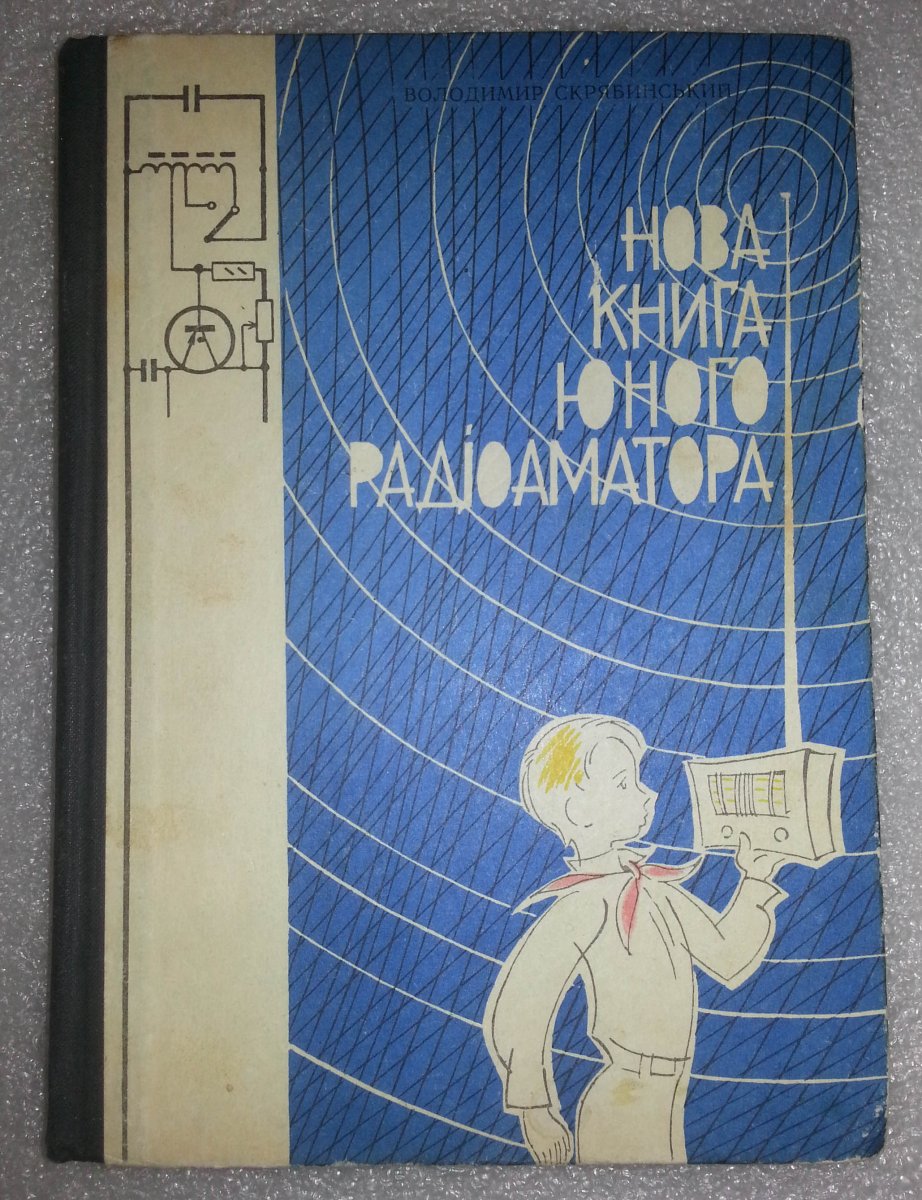 ВОЛОДИМИР СКРЯБИНСЬКИЙ
НОВА
КНИГА
ЮНОГО
РАДІОАМАТОРА